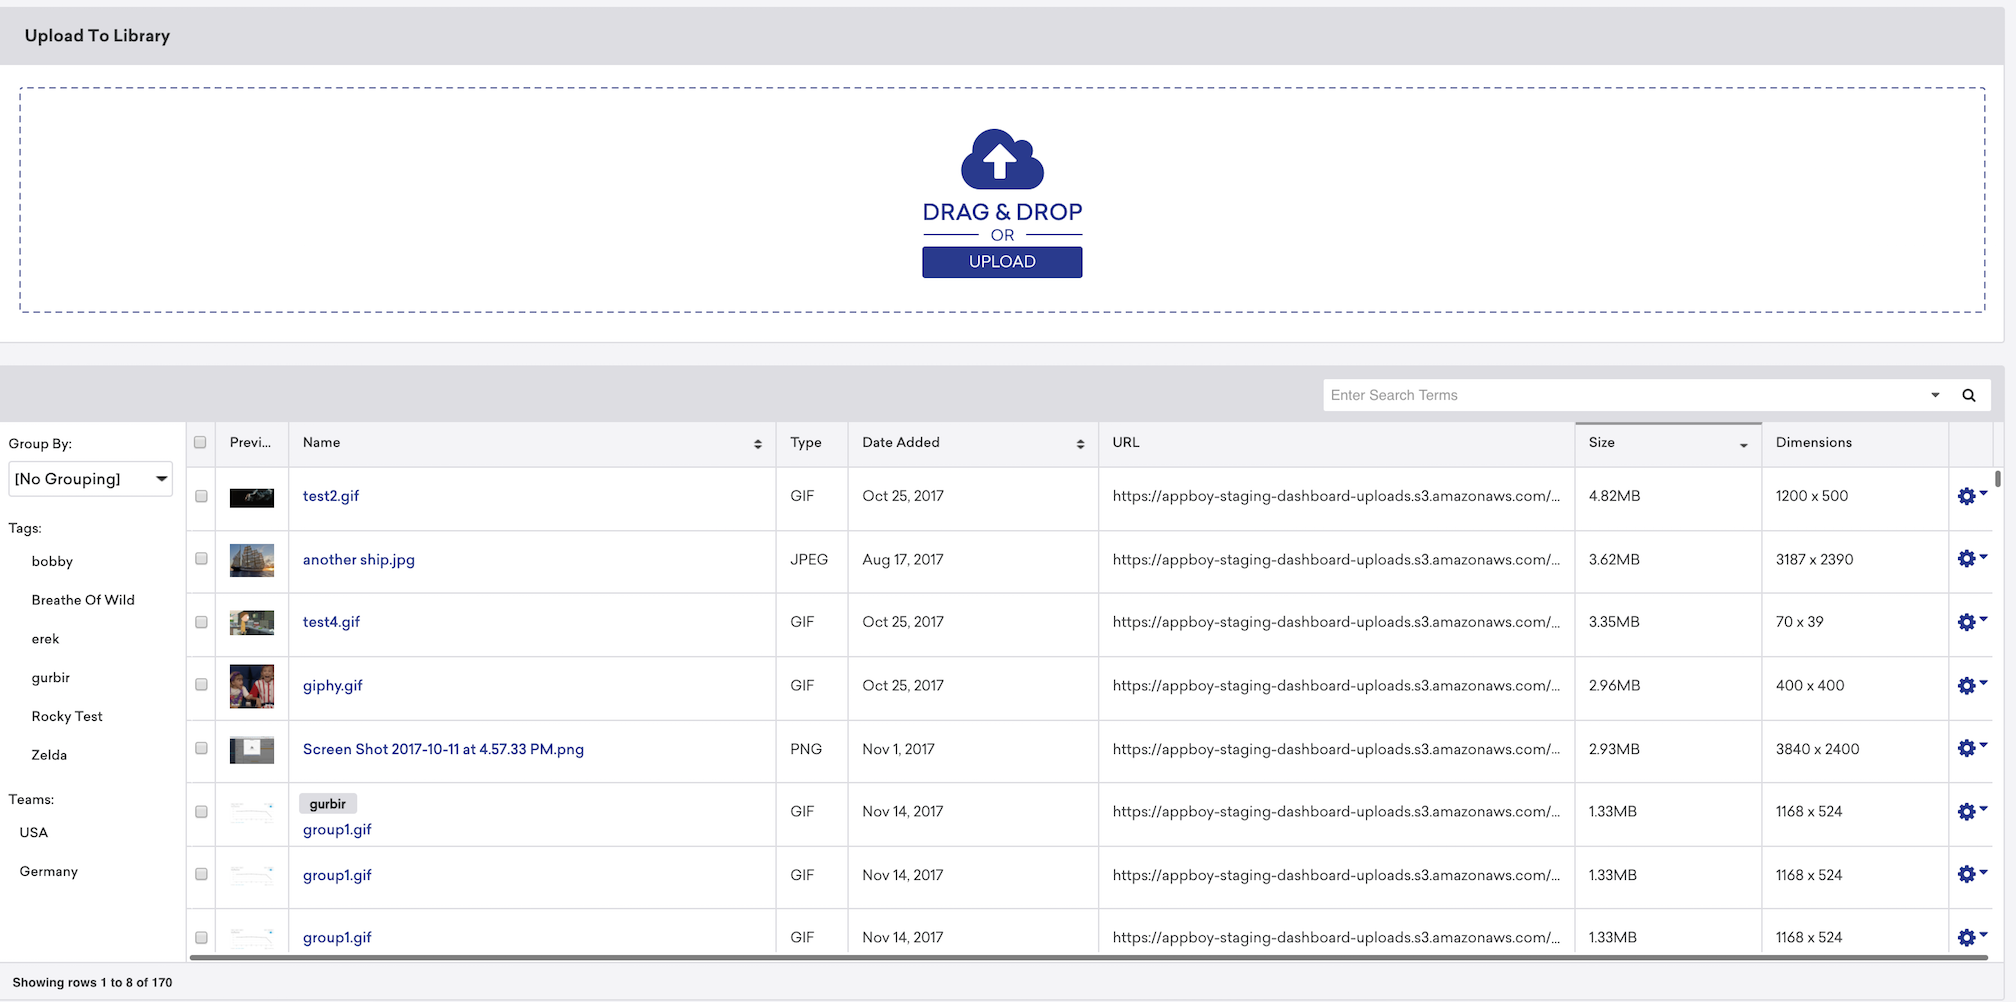 Upload To Library
DRAG & DROP
OR
UPLOAD
Enter Search Terms
Group By:
[No Grouping]
Tags:
bobby
Breathe Of Wild
erek
gurbir
Rocky Test
Zelda
Teams:
USA
Germany
Previ... Name Type Date Added URL Size Dimensions
test2.gif GIF Oct 25, 2017 https://appboy-staging-dashboard-uploads.s3.amazonaws.com/... 4.82MB 1200 x 500
another ship.jpg JPEG Aug 17, 2017 https://appboy-staging-dashboard-uploads.s3.amazonaws.com/... 3.62MB 3187 x 2390
test4.gif GIF Oct 25, 2017 https://appboy-staging-dashboard-uploads.s3.amazonaws.com/... 3.35MB 70 x 39
giphy.gif GIF Oct 25, 2017 https://appboy-staging-dashboard-uploads.s3.amazonaws.com/... 2.96MB 400 x 400
Screen Shot 2017-10-11 at 4.57.33 PM.png PNG Nov 1, 2017 https://appboy-staging-dashboard-uploads.s3.amazonaws.com/... 2.93MB 3840 x 2400
gurbir
group1.gif GIF Nov 14, 2017 https://appboy-staging-dashboard-uploads.s3.amazonaws.com/... 1.33MB 1168 x 524
group1.gif GIF Nov 14, 2017 https://appboy-staging-dashboard-uploads.s3.amazonaws.com/... 1.33MB 1168 x 524
group1.gif GIF Nov 14, 2017 https://appboy-staging-dashboard-uploads.s3.amazonaws.com/... 1.33MB 1168 x 524
Showing rows 1 to 8 of 170